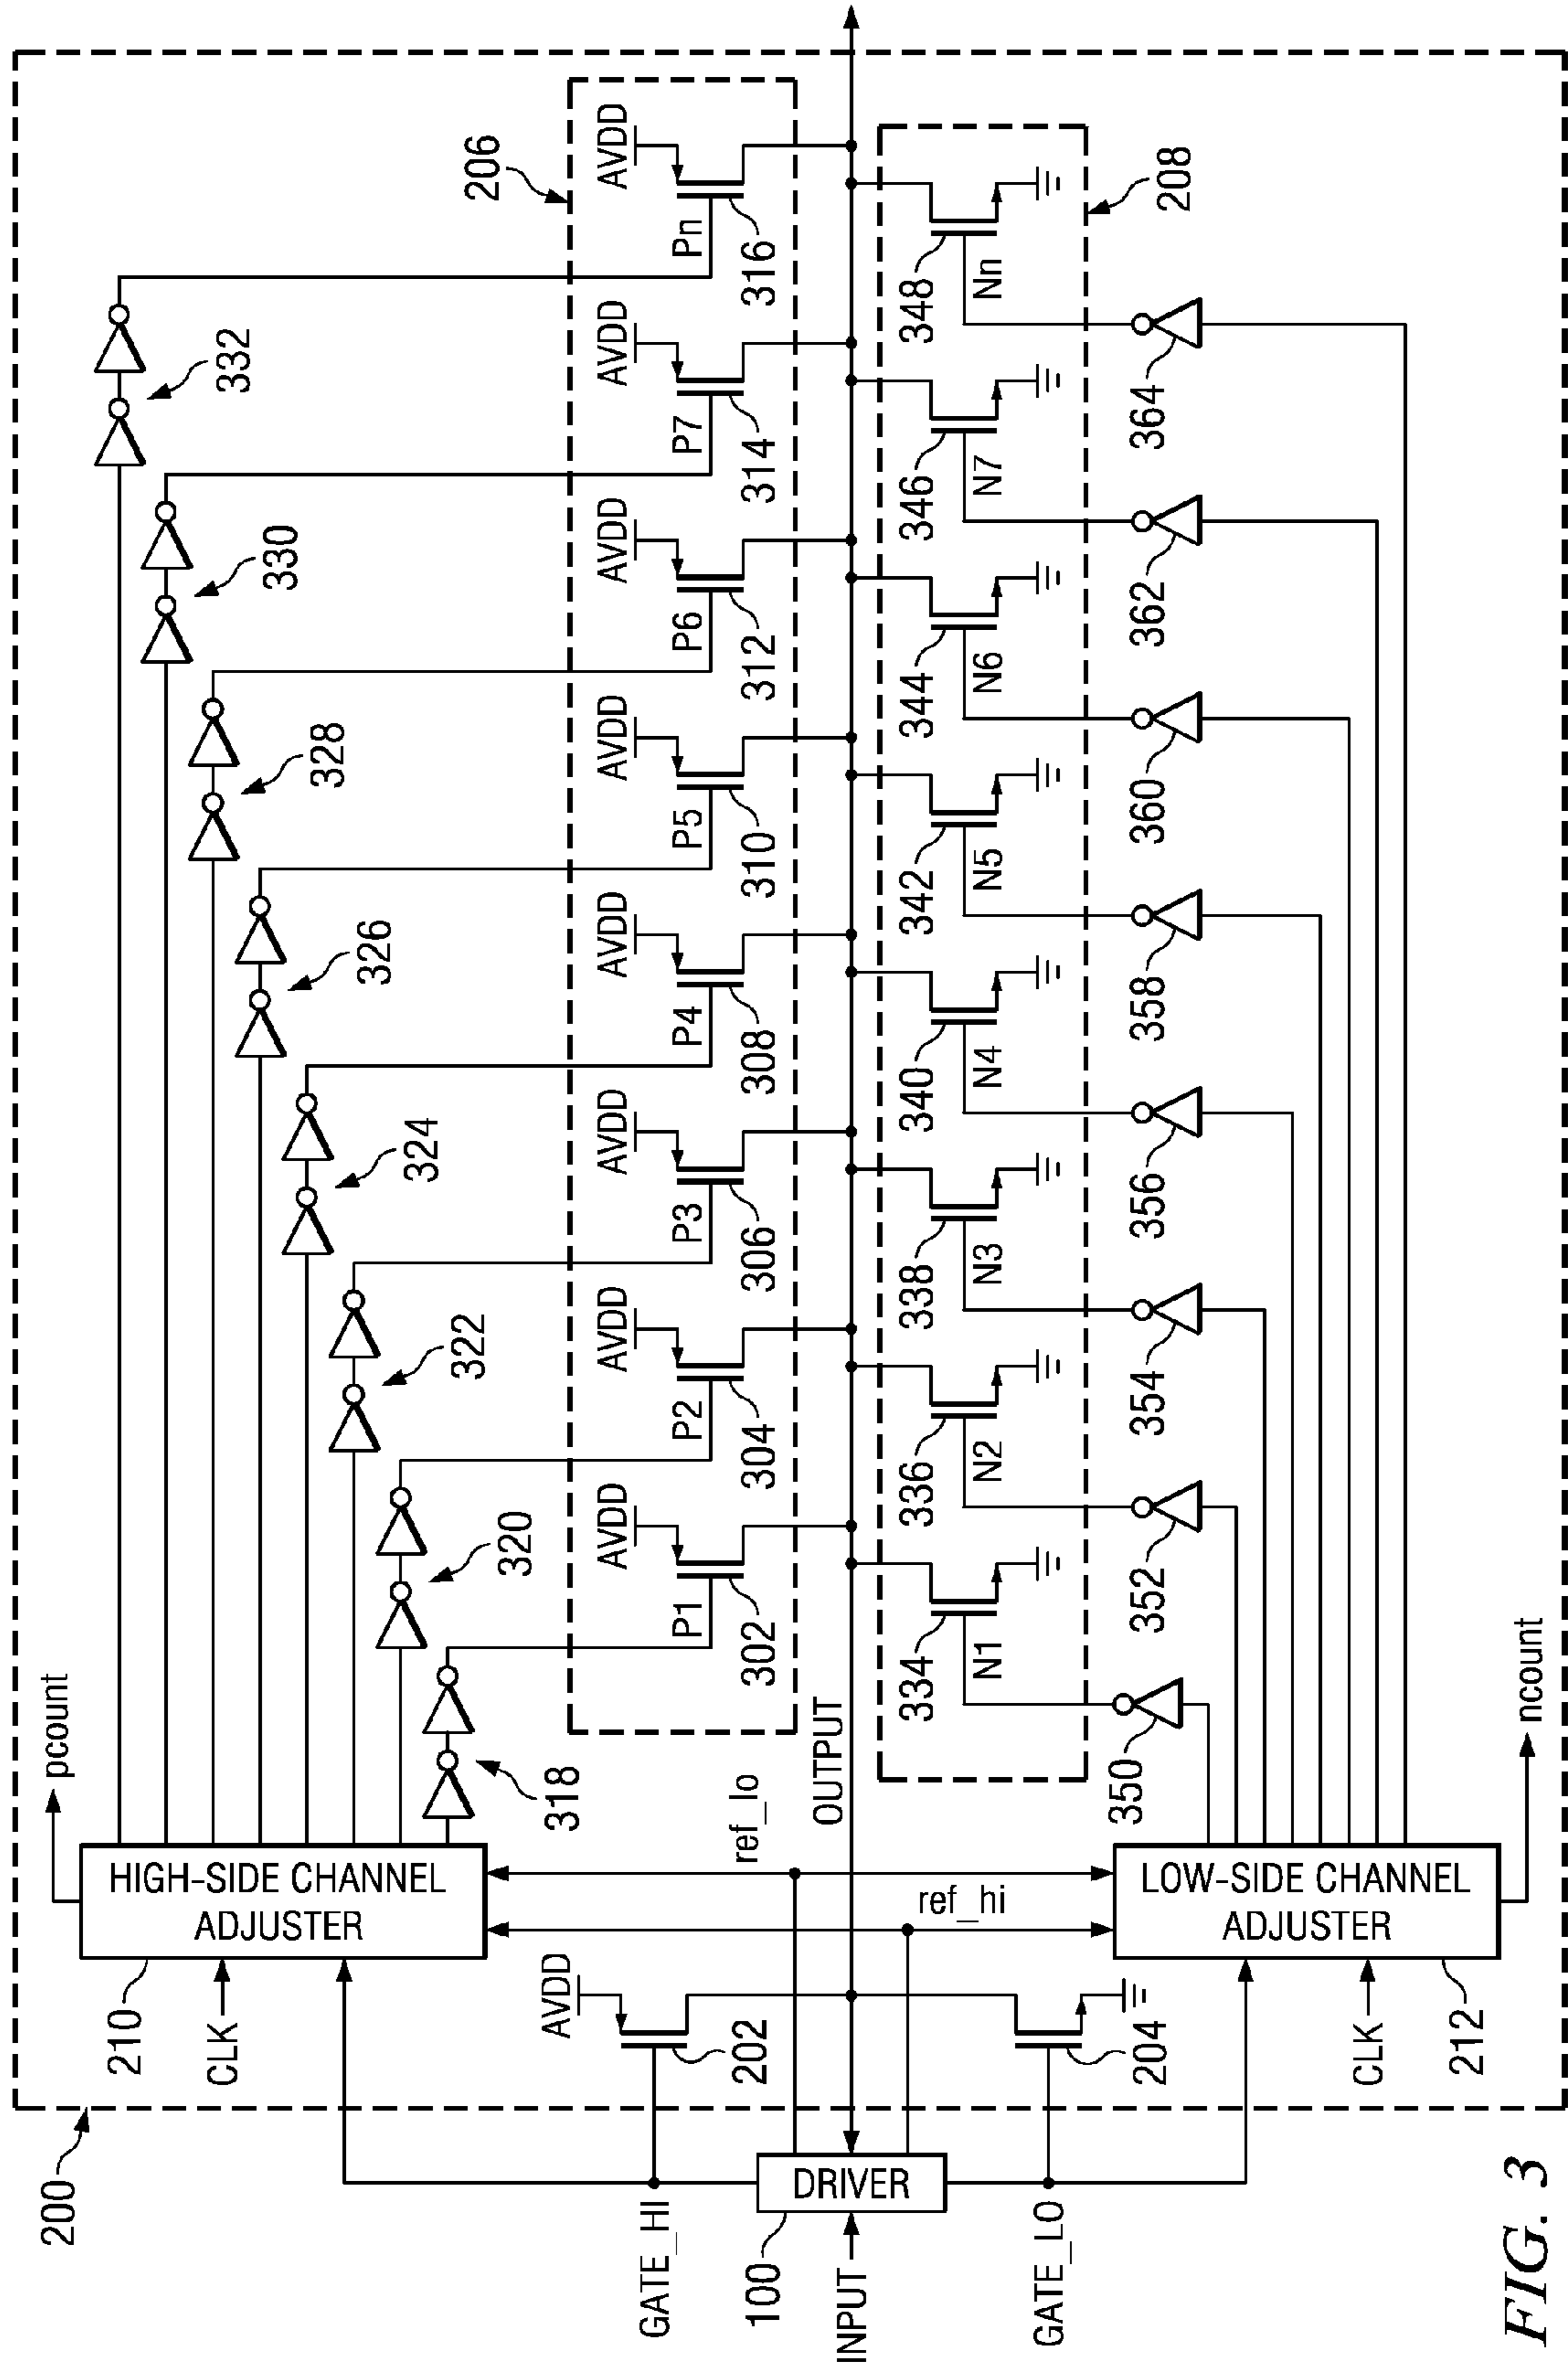 200
pcount
HIGH-SIDE CHANNEL
ADJUSTER
210
CLK
318
320
322
324
326
328
330
332
206
AVDD
AVDD
AVDD
AVDD
AVDD
AVDD
AVDD
AVDD
AVDD
P1
P2
P3
P4
P5
P6
P7
Pn
302
304
306
308
310
312
314
316
202
ref_lo
GATE_HI
100
DRIVER
INPUT
OUTPUT
ref_hi
GATE_LO
204
334
336
338
340
342
344
346
348
N1
N2
N3
N4
N5
N6
N7
Nn
208
350
352
354
356
358
360
362
364
LOW-SIDE CHANNEL
ADJUSTER
CLK
212
ncount
FIG. 3